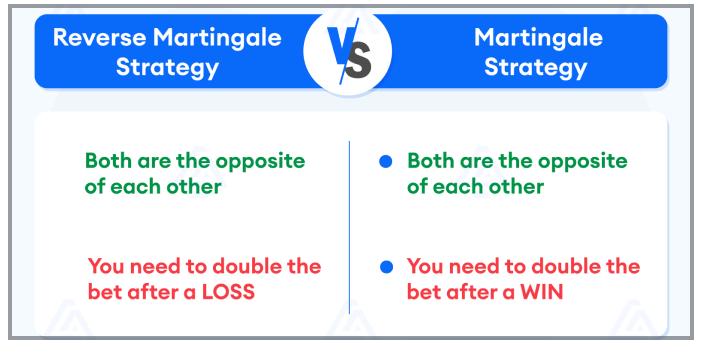 Reverse Martingale
Strategy
VS
Martingale
Strategy
Both are the opposite
of each other
Both are the opposite
of each other
You need to double the
bet after a LOSS
You need to double the
bet after a WIN